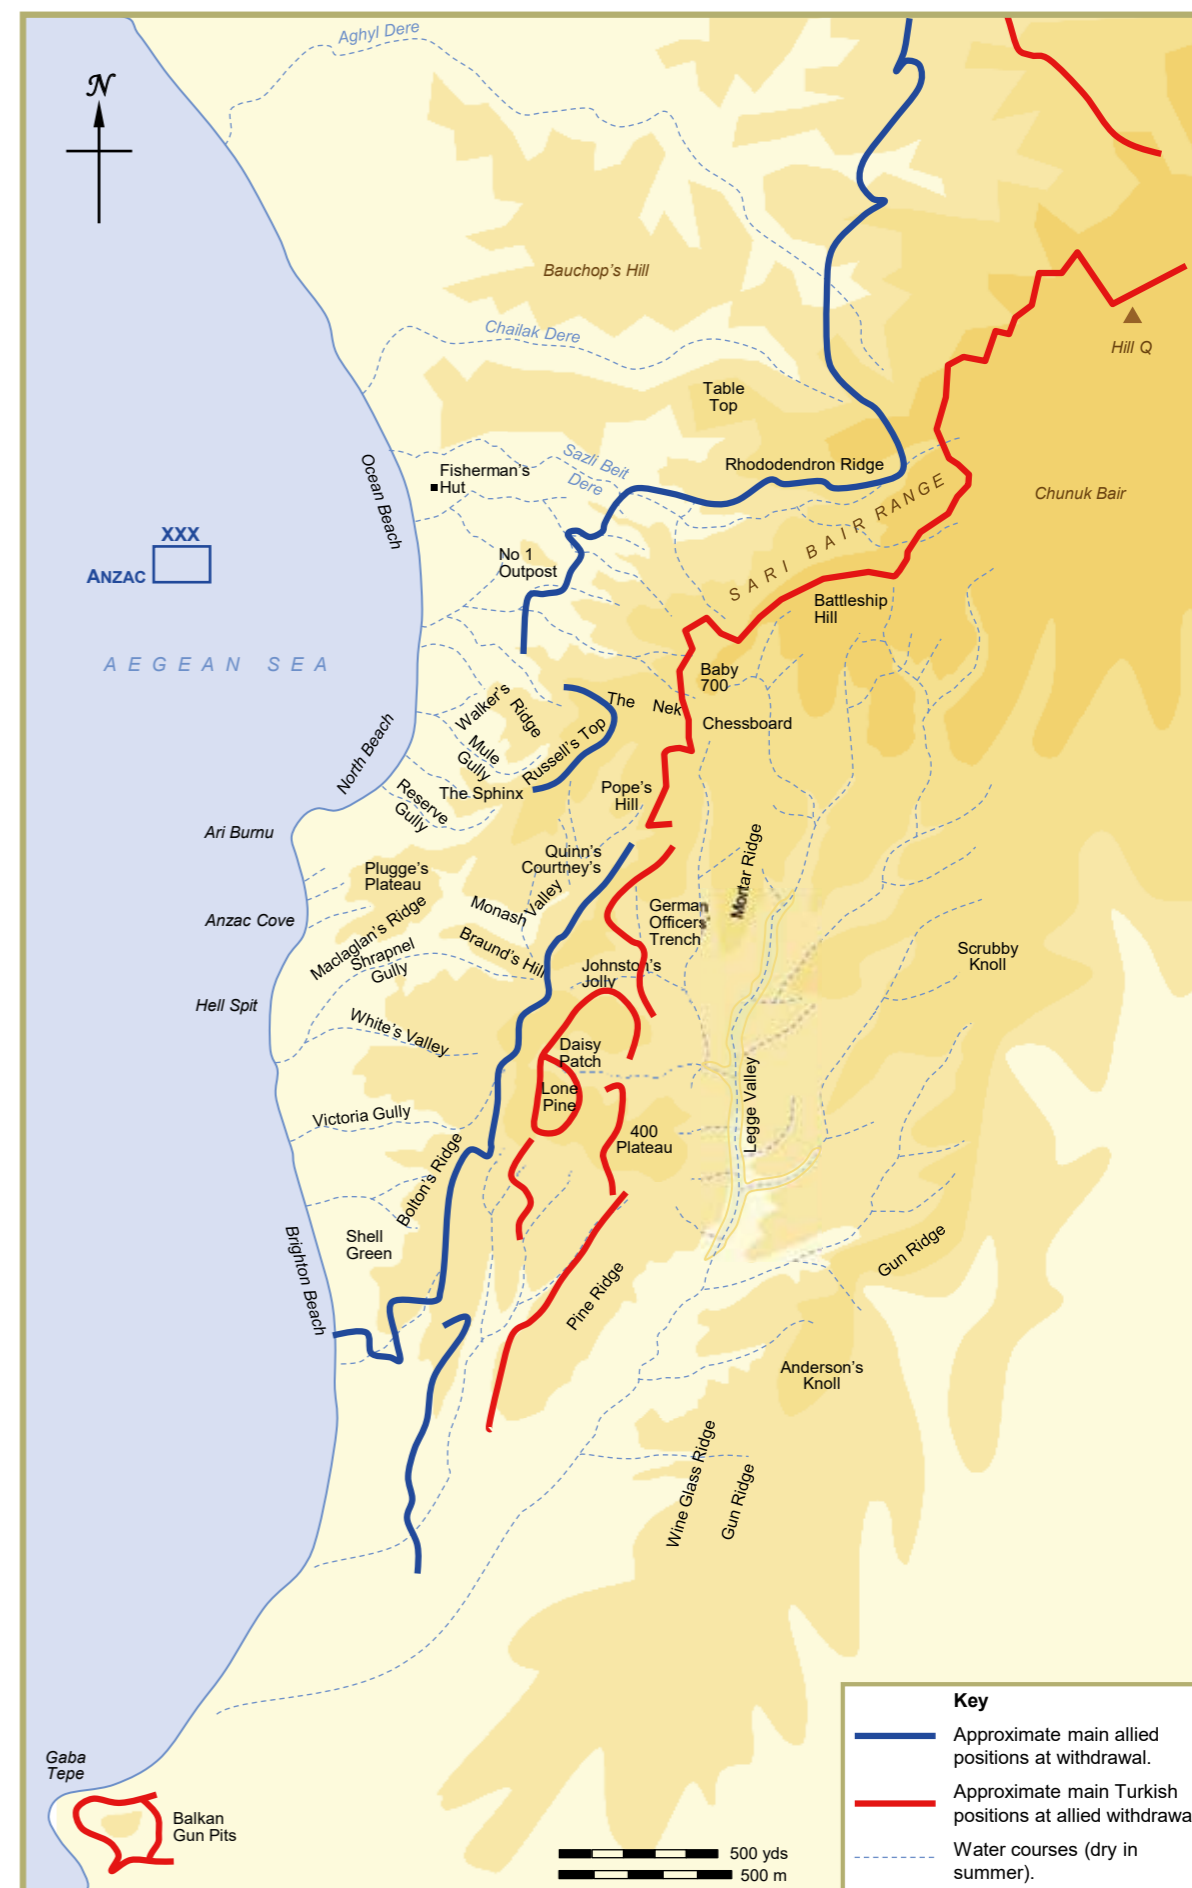 Aghyl Dere
N
Bauchop's Hill
Chailak Dere
Hill Q
Table
Top
Ocean Beach
Fisherman's
Hut
Sazli Beit
Dere
Rhododendron Ridge
Chunuk Bair
SARI BAIR RANGE
XXX
ANZAC
No 1
Outpost
Battleship
Hill
AEGEAN SEA
Baby
700
The Nek
Chessboard
Walker's
Ridge
Mule
Gully
Russell's Top
North Beach
The Sphinx
Reserve
Gully
Pope's
Hill
Ari Burnu
Quinn's
Courtney's
Plugge's
Plateau
Mortar Ridge
Monash
Valley
Anzac Cove
Maclaglan's Ridge
German
Officers
Trench
Braund's Hill
Shrapnel
Gully
Scrubby
Knoll
Johnston's
Jolly
Hell Spit
White's Valley
Daisy
Patch
Lone
Pine
Legge Valley
Victoria Gully
400
Plateau
Bolton's Ridge
Shell
Green
Brighton Beach
Gun Ridge
Pine Ridge
Anderson's
Knoll
Wine Glass Ridge
Gun Ridge
Gaba
Tepe
Balkan
Gun Pits
500 yds
500 m
Key
Approximate main allied
positions at withdrawal.
Approximate main Turkish
positions at allied withdrawa
Water courses (dry in
summer).